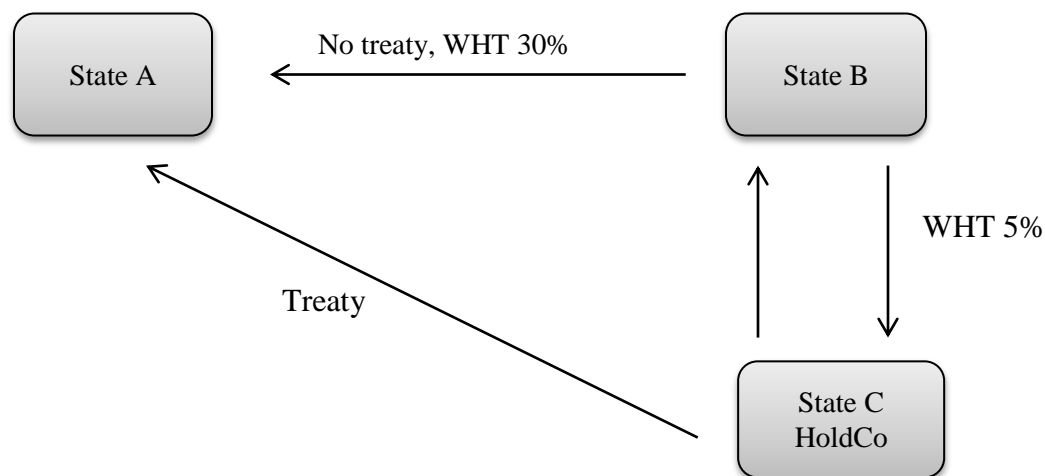 No treaty, WHT 30%
State A
State B
WHT 5%
Treaty
State C
HoldCo